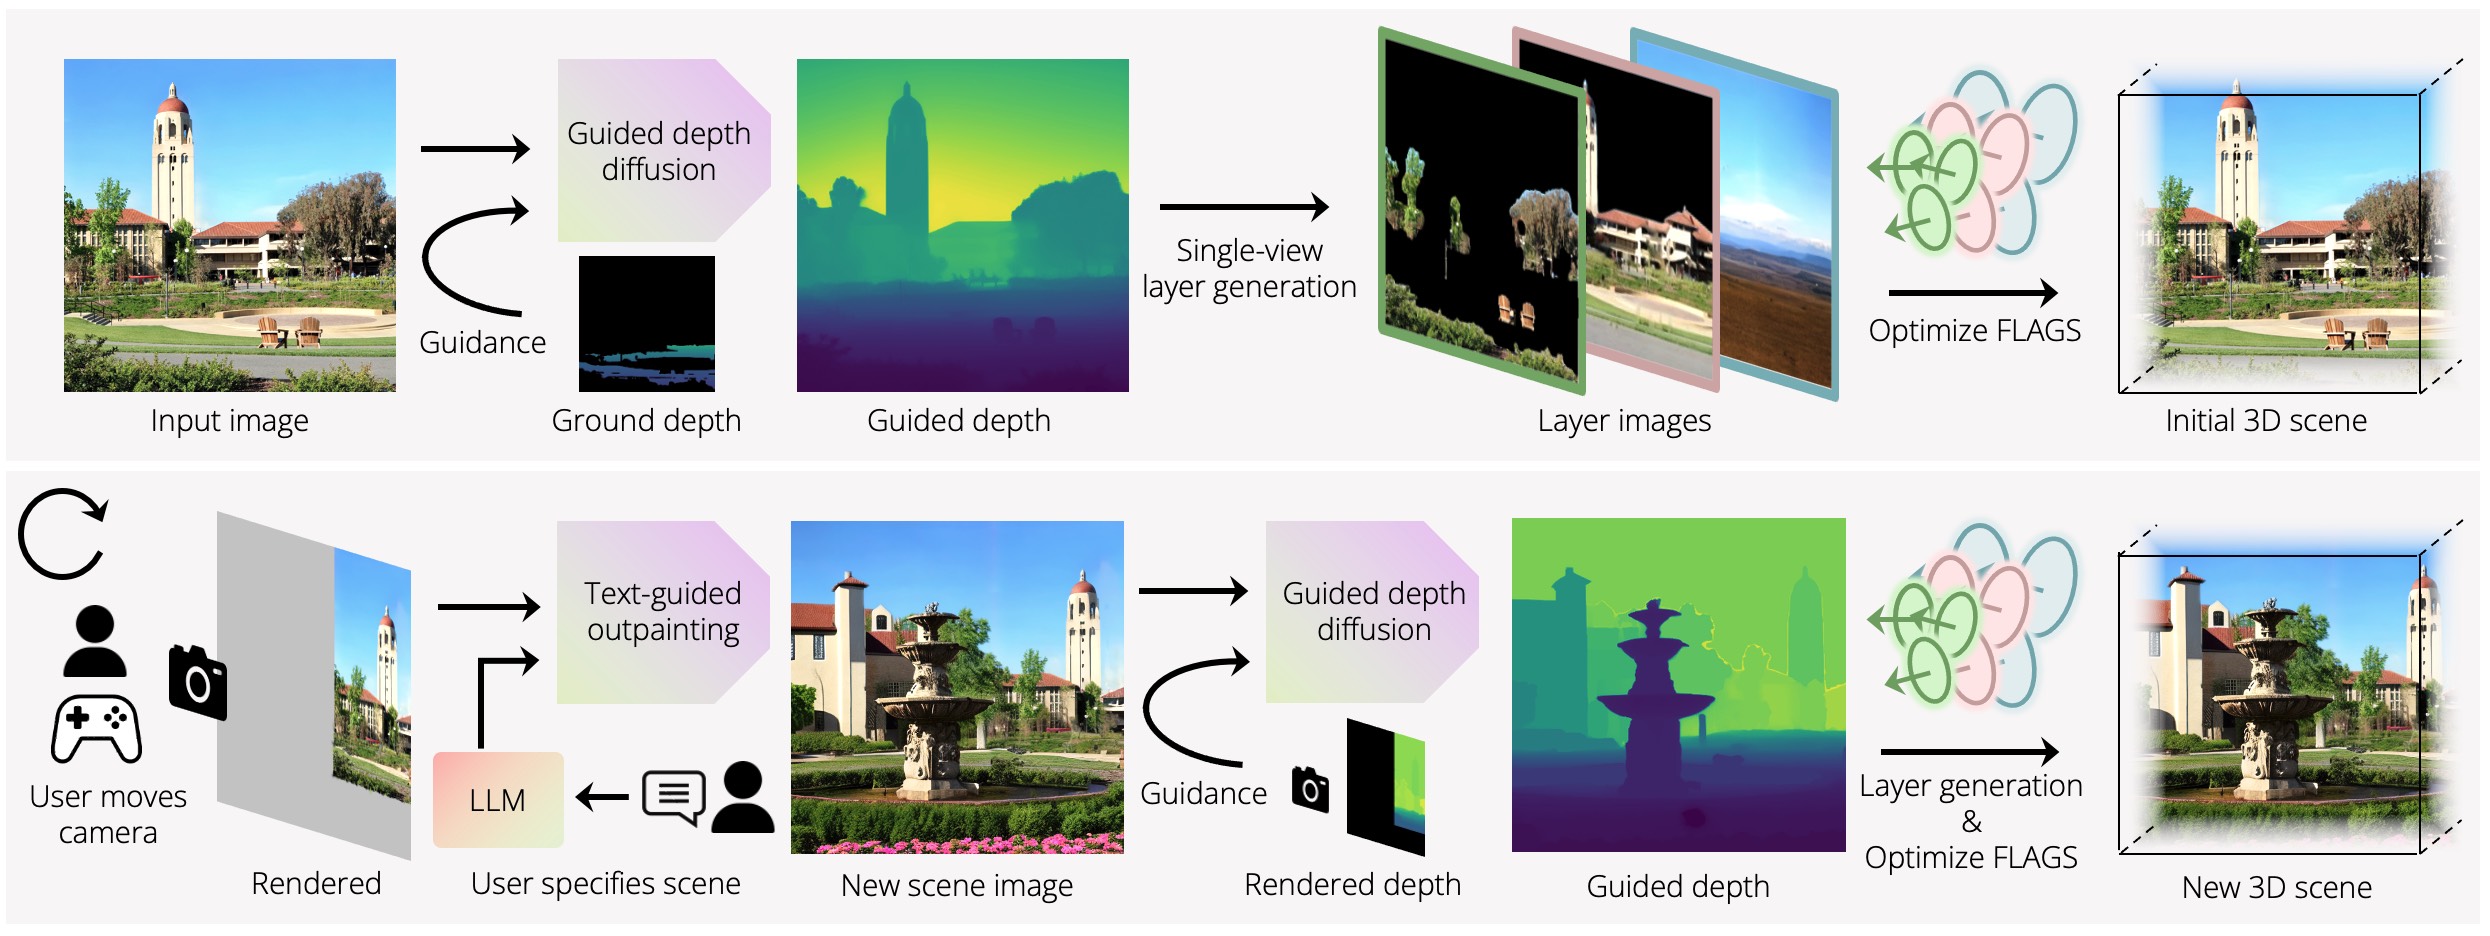 Guided depth
diffusion
Guidance
Single-view
layer generation
Optimize FLAGS
Input image
Ground depth
Guided depth
Layer images
Initial 3D scene
Text-guided
outpainting
Guided depth
diffusion
LLM
User moves
camera
Guidance
Layer generation
&
Optimize FLAGS
Rendered
User specifies scene
New scene image
Rendered depth
Guided depth
New 3D scene